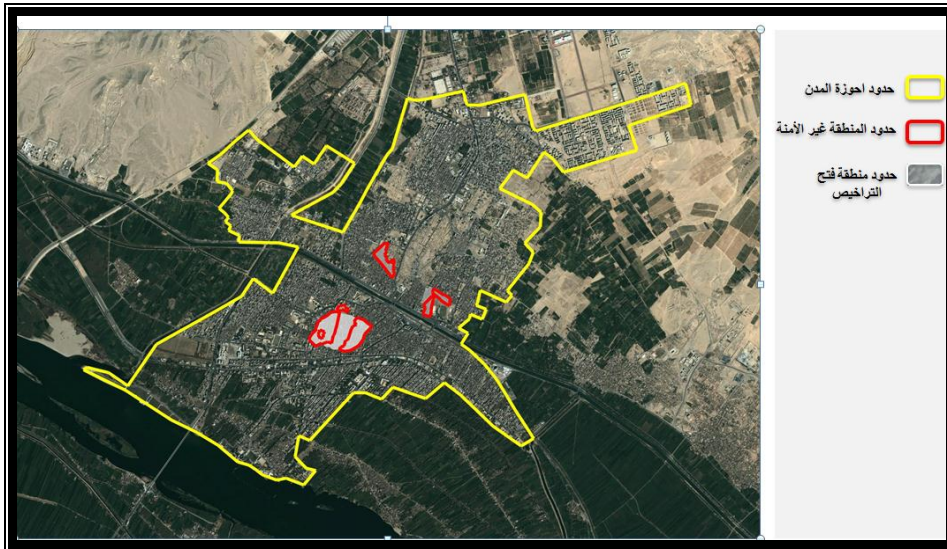 حدود احوزة المدن
حدود المنطقة غير الأمنة
حدود منطقة فتح
التراخيص